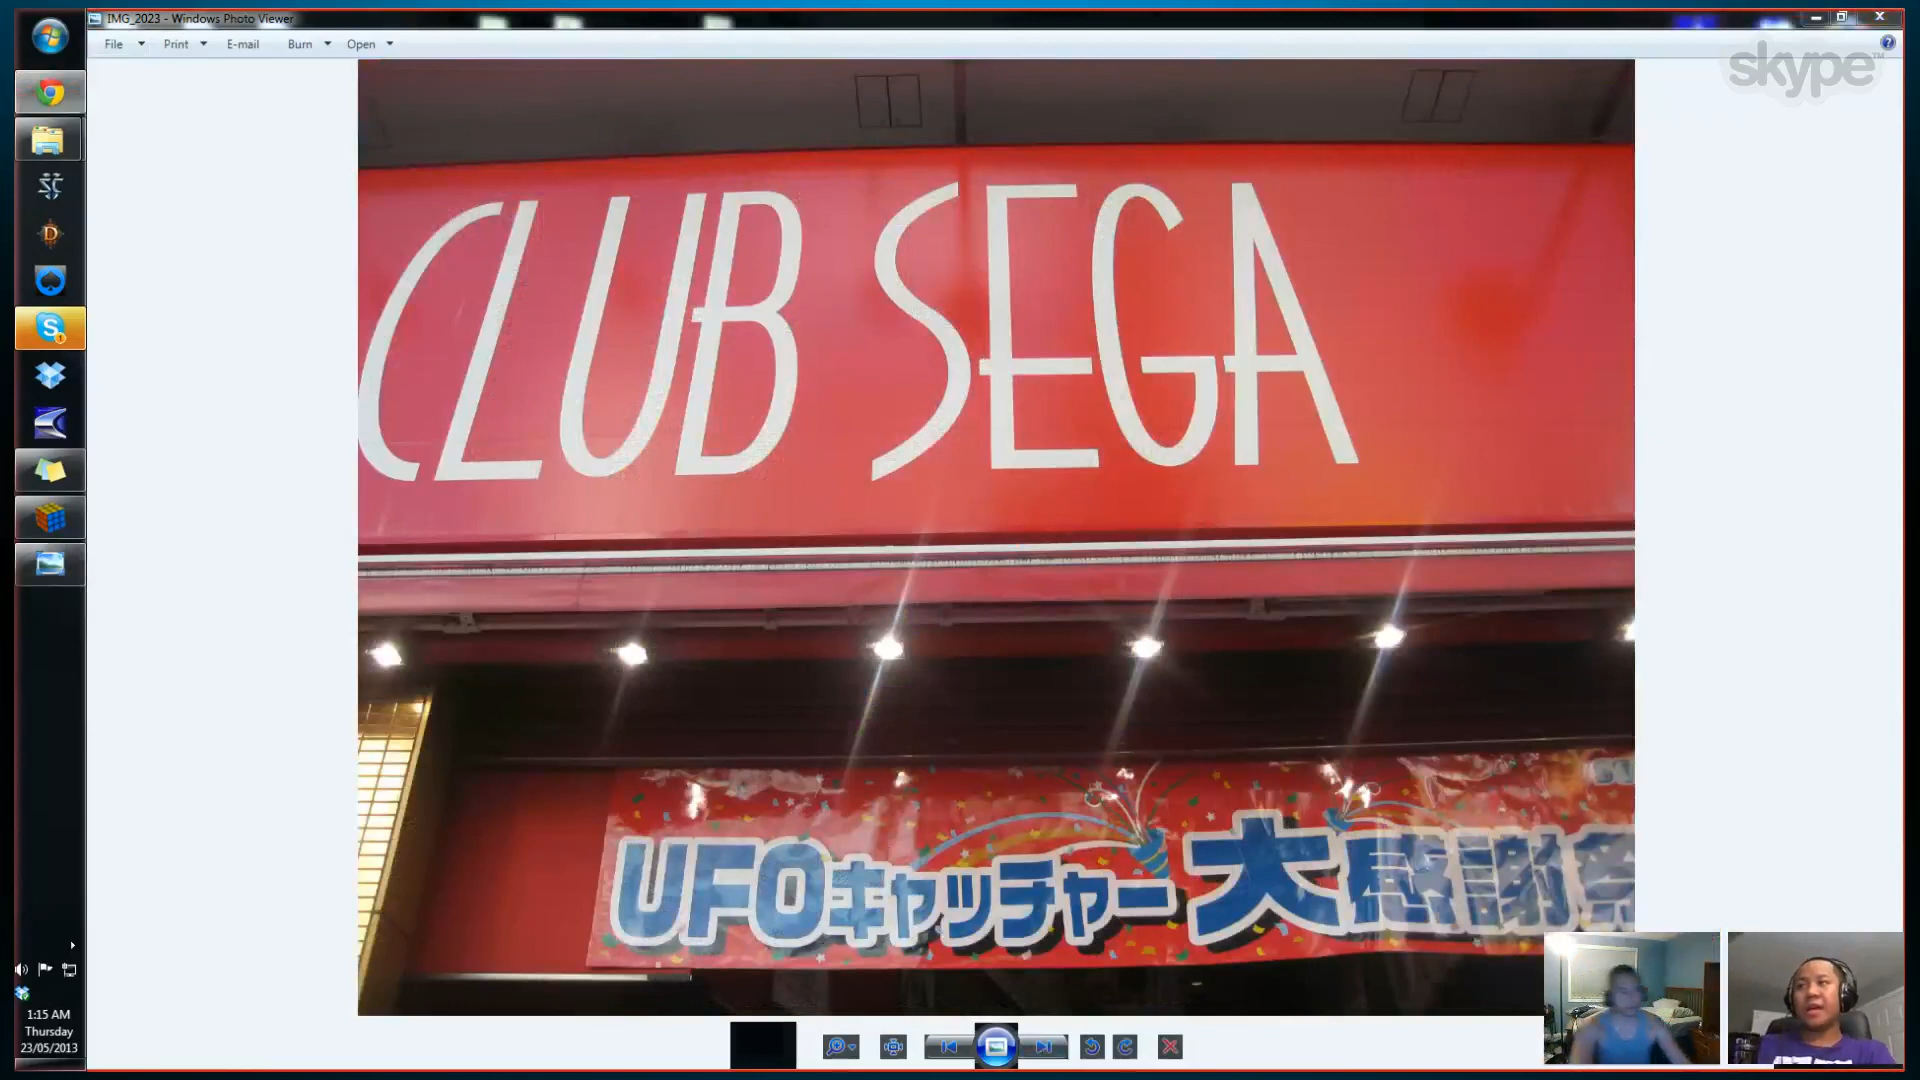 IMG_2023 - Windows Photo Viewer
File Print E-mail Burn Open
skype™
CLUB SEGA
UFOキャッチャー 大感謝祭
1:15 AM
Thursday
23/05/2013